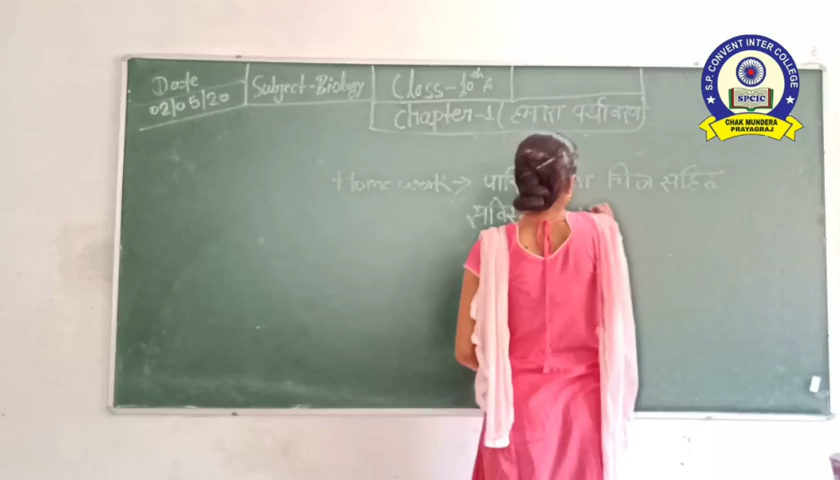 Date
02/05/20
Subject-Biology
Class-10th A
Chapter-1 (हमारा पर्यावरण)
Home work → चित्र सहित
S.P. CONVENT INTER COLLEGE
SPCIC
CHAK MUNDERA
PRAYAGRAJ